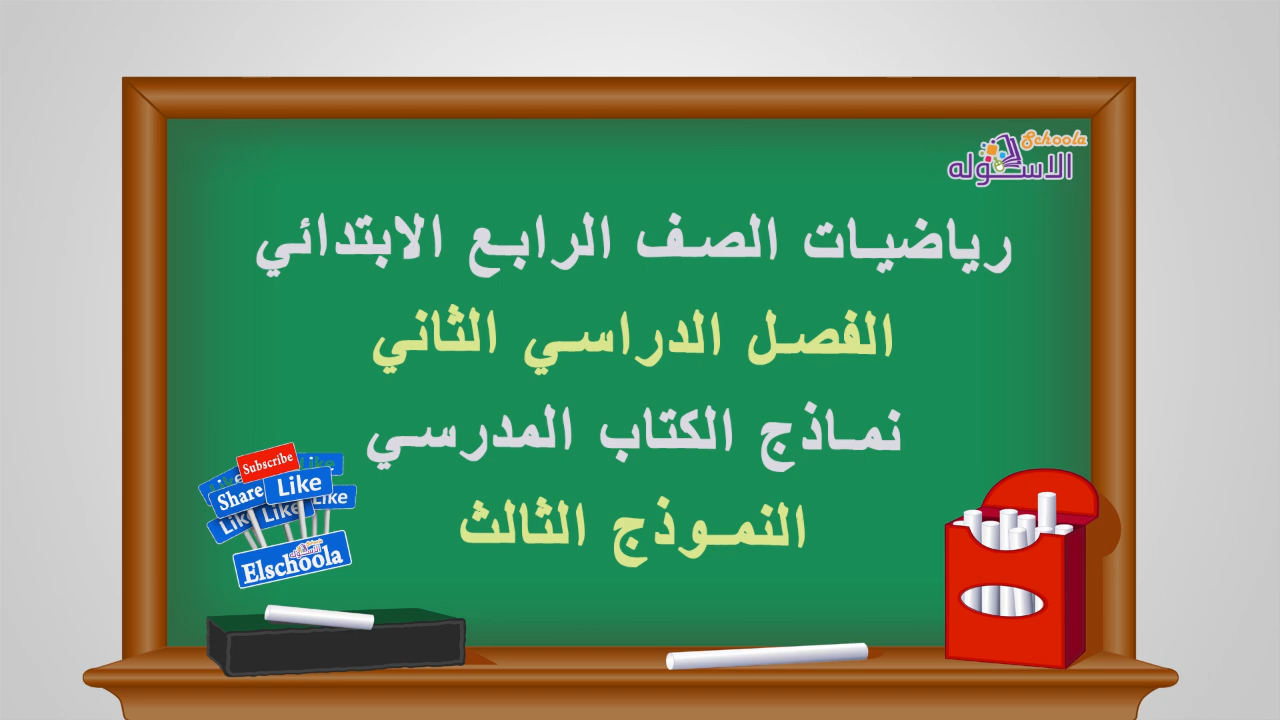 Schoola
الاسكوله
رياضيات الصف الرابع الابتدائي
الفصل الدراسي الثاني
نماذج الكتاب المدرسي
النموذج الثالث
Subscribe
Like
Share
Like
Like
Like
Elschoola